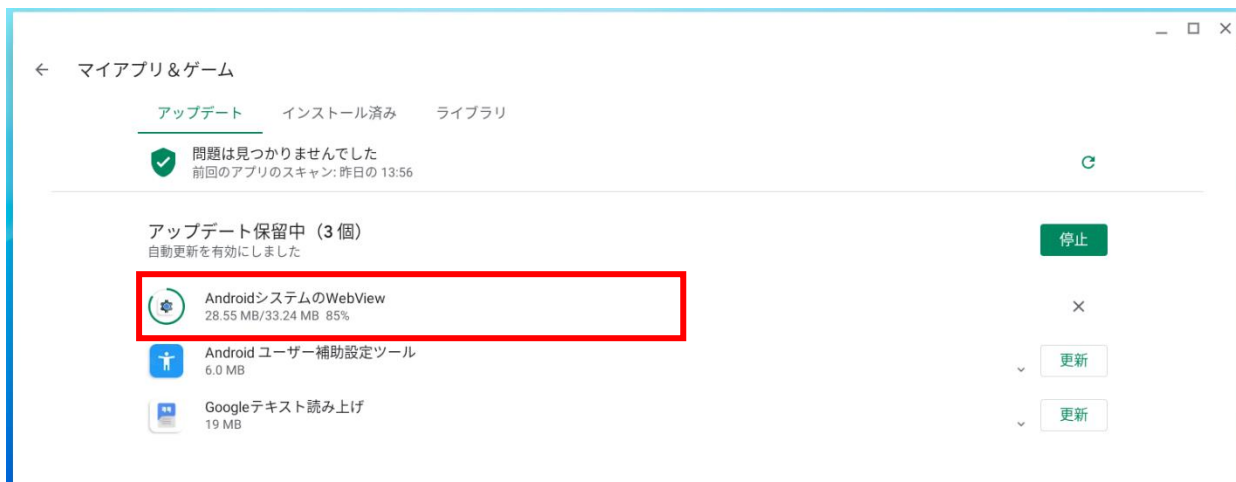 マイアプリ＆ゲーム
アップデート インストール済み ライブラリ
問題は見つかりませんでした
前回のアプリのスキャン: 昨日の 13:56
アップデート保留中（3 個）
自動更新を有効にしました
停止
AndroidシステムのWebView
28.55 MB/33.24 MB 85%
Android ユーザー補助設定ツール
6.0 MB
更新
Googleテキスト読み上げ
19 MB
更新